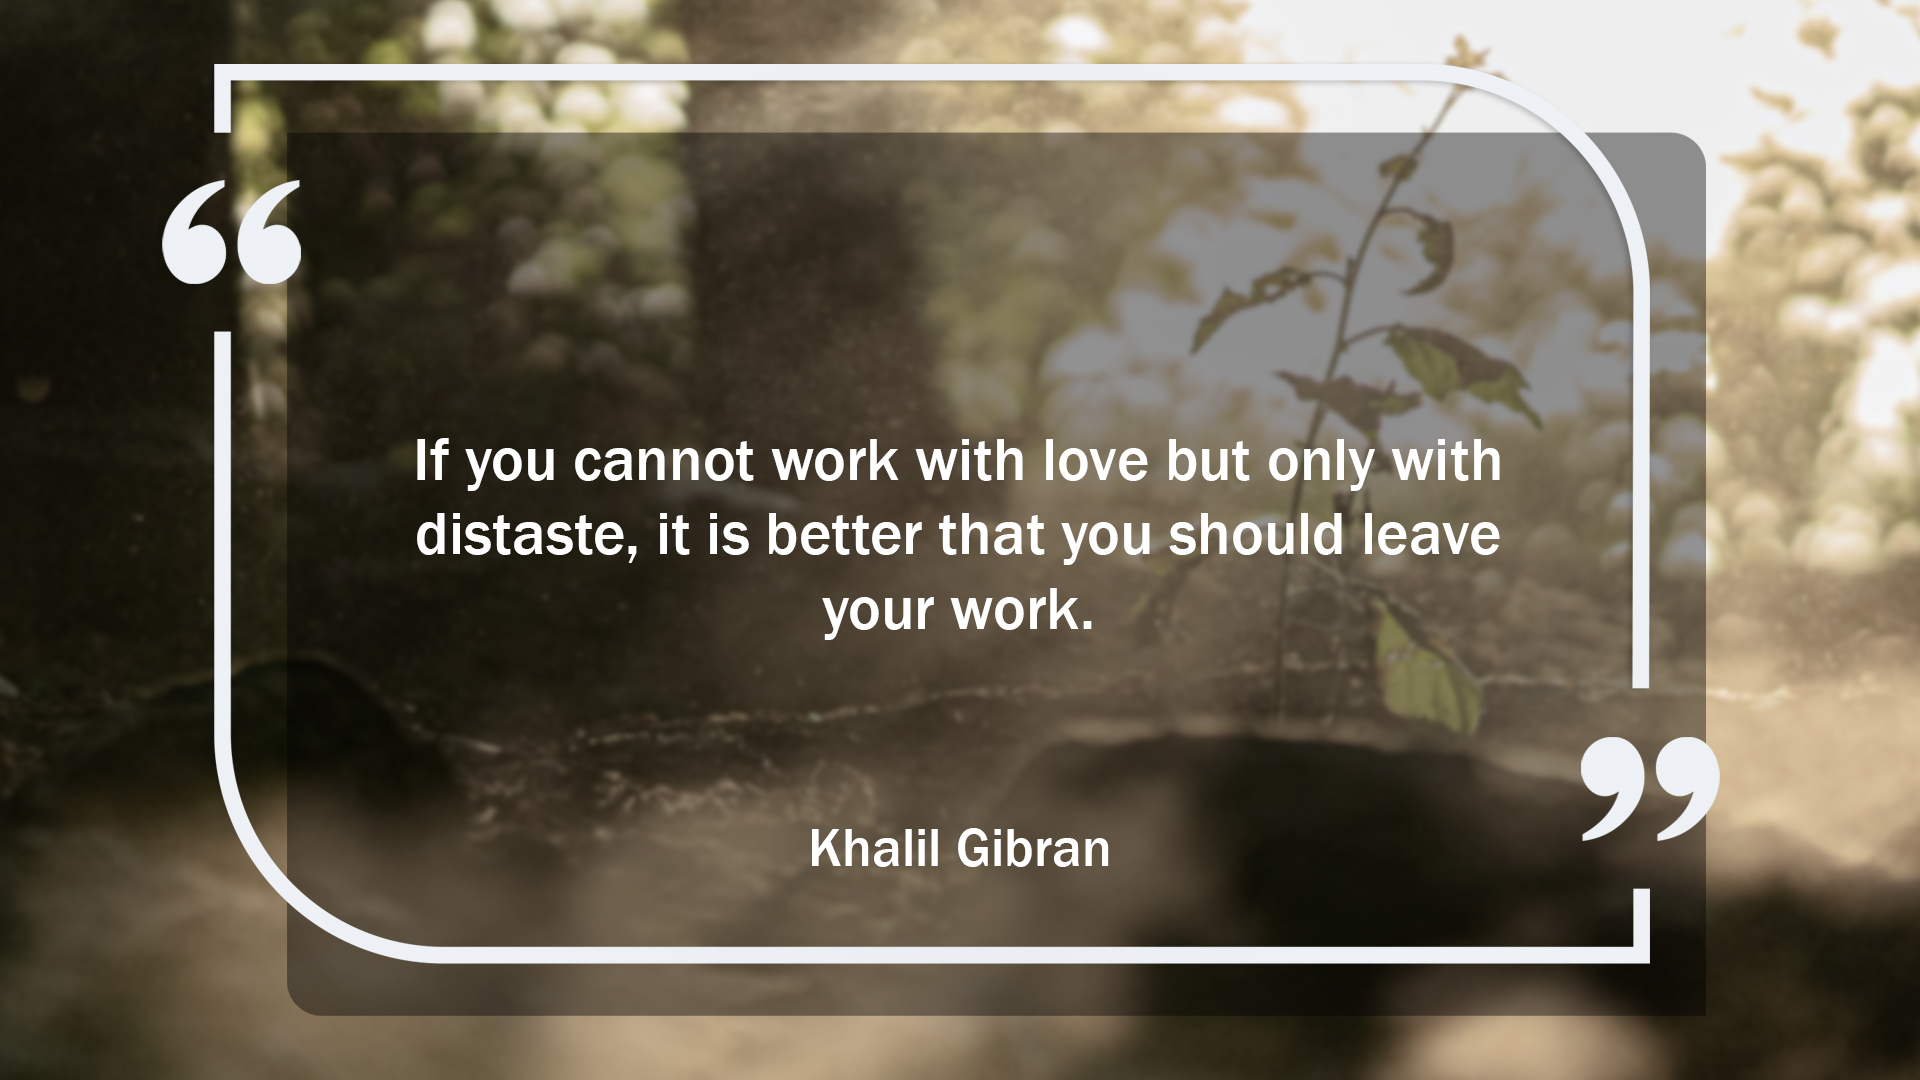 “
If you cannot work with love but only with
distaste, it is better that you should leave
your work.
”
Khalil Gibran